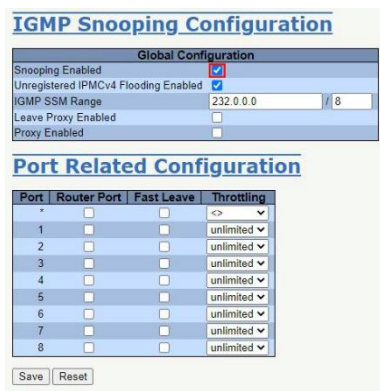 IGMP Snooping Configuration
Global Configuration
Snooping Enabled
Unregistered IPMCv4 Flooding Enabled
IGMP SSM Range 232.0.0.0 / 8
Leave Proxy Enabled
Proxy Enabled
Port Related Configuration
Port Router Port Fast Leave Throttling
* <>
1 unlimited
2 unlimited
3 unlimited
4 unlimited
5 unlimited
6 unlimited
7 unlimited
8 unlimited
Save Reset